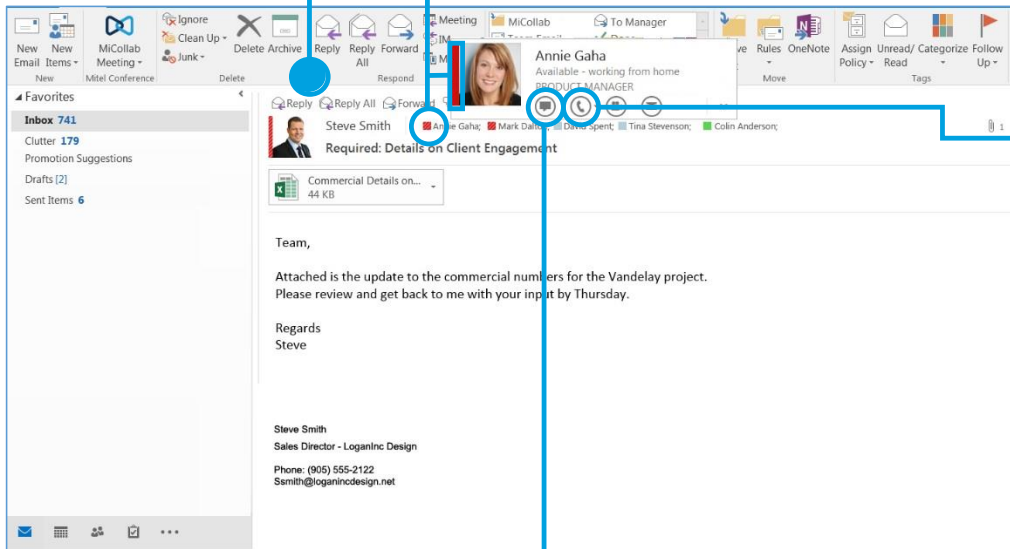 Ignore
Clean Up
Junk
New Email
New Items
MiCollab Meeting
Delete
Archive
Reply
Reply All
Forward
Meeting
IM
M
MiCollab
To Manager
Team Email
Rules
OneNote
Assign Policy
Unread/ Read
Categorize
Follow Up
New
Mitel Conference
Delete
Respond
Move
Tags
Annie Gaha
Available - working from home
PRODUCT MANAGER
Favorites
Inbox 741
Clutter 179
Promotion Suggestions
Drafts [2]
Sent Items 6
Reply Reply All Forward
Steve Smith Annie Gaha; Mark Dalton; David Spent; Tina Stevenson; Colin Anderson;
1
Required: Details on Client Engagement
Commercial Details on...
44 KB
Team,
Attached is the update to the commercial numbers for the Vandelay project.
Please review and get back to me with your input by Thursday.
Regards
Steve
Steve Smith
Sales Director - LoganInc Design
Phone: (905) 555-2122
Ssmith@loganincdesign.net